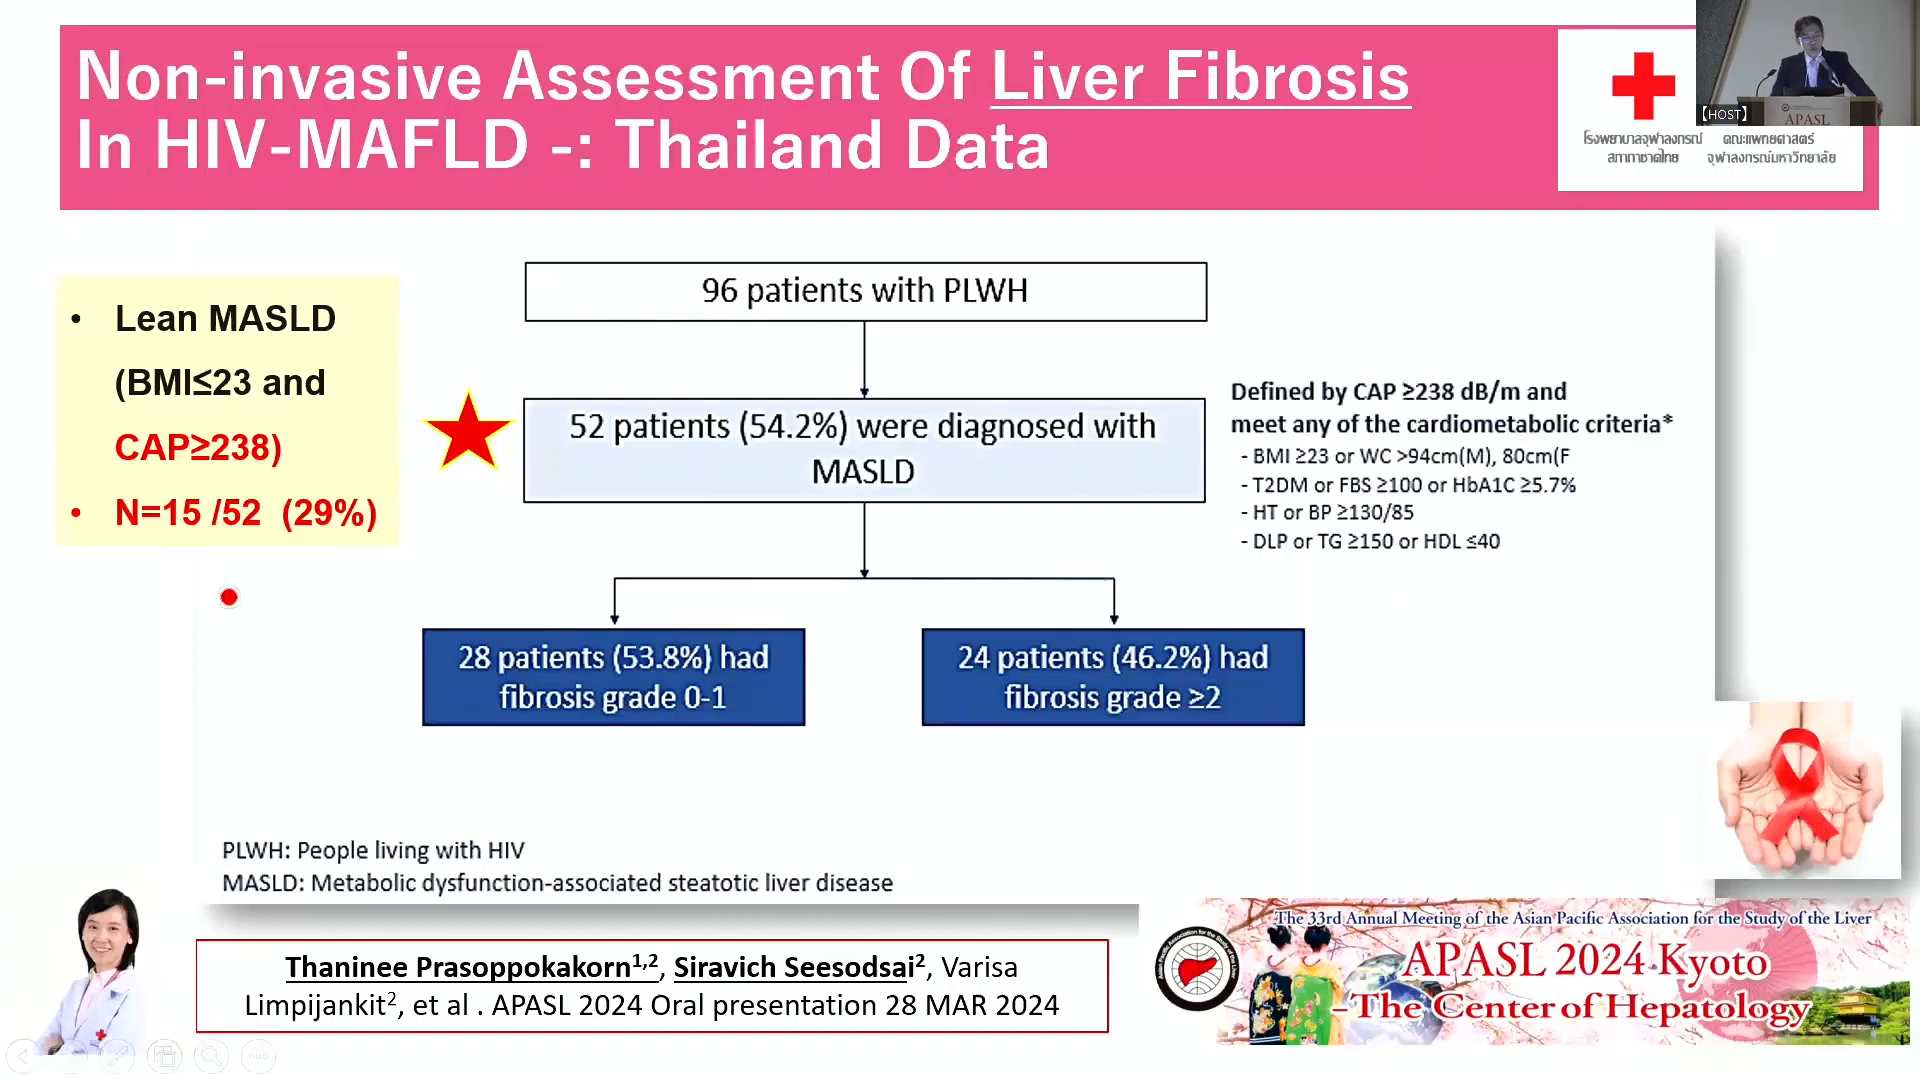 Non-invasive Assessment Of Liver Fibrosis
In HIV-MAFLD -: Thailand Data
【HOST】
APASL
โรงพยาบาลจุฬาลงกรณ์ คณะแพทยศาสตร์
สภากาชาดไทย จุฬาลงกรณ์มหาวิทยาลัย
• Lean MASLD
(BMI≤23 and
CAP≥238)
• N=15 /52 (29%)
96 patients with PLWH
52 patients (54.2%) were diagnosed with
MASLD
Defined by CAP ≥238 dB/m and
meet any of the cardiometabolic criteria*
- BMI ≥23 or WC >94cm(M), 80cm(F
- T2DM or FBS ≥100 or HbA1C ≥5.7%
- HT or BP ≥130/85
- DLP or TG ≥150 or HDL ≤40
28 patients (53.8%) had
fibrosis grade 0-1
24 patients (46.2%) had
fibrosis grade ≥2
PLWH: People living with HIV
MASLD: Metabolic dysfunction-associated steatotic liver disease
Thaninee Prasoppokakorn1,2, Siravich Seesodsai2, Varisa
Limpijankit2, et al . APASL 2024 Oral presentation 28 MAR 2024
The 33rd Annual Meeting of the Asian Pacific Association for the Study of the Liver
APASL 2024 Kyoto
-The Center of Hepatology